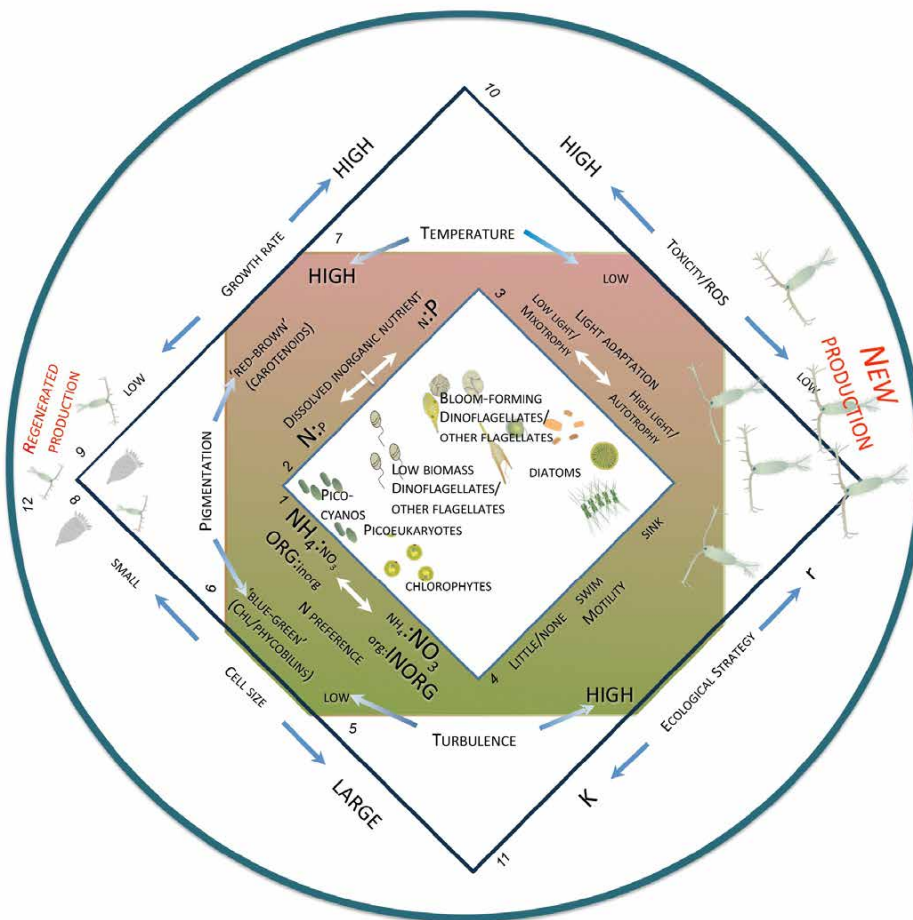 10
HIGH
HIGH
GROWTH RATE
LOW
TOXICITY/ROS
LOW
7
TEMPERATURE
HIGH
LOW
'RED-BROWN'
(CAROTENOIDS)
DISSOLVED INORGANIC NUTRIENT
N:P
N:P
3
LOW LIGHT/
MIXOTROPHY
LIGHT ADAPTATION
HIGH LIGHT/
AUTOTROPHY
REGENERATED
PRODUCTION
NEW
PRODUCTION
12
9
8
2
1
PIGMENTATION
BLOOM-FORMING
DINOFLAGELLATES/
OTHER FLAGELLATES
LOW BIOMASS
DINOFLAGELLATES/
OTHER FLAGELLATES
DIATOMS
PICO-
CYANOS
PICOEUKARYOTES
CHLOROPHYTES
NH4:NO3
ORG:inorg
N PREFERENCE
NH4:NO3
org:INORG
SINK
SWIM
LITTLE/NONE
MOTILITY
4
6
'BLUE-GREEN'
(CHL/PHYCOBILINS)
LOW
HIGH
5
TURBULENCE
SMALL
CELL SIZE
LARGE
r
ECOLOGICAL STRATEGY
K
11